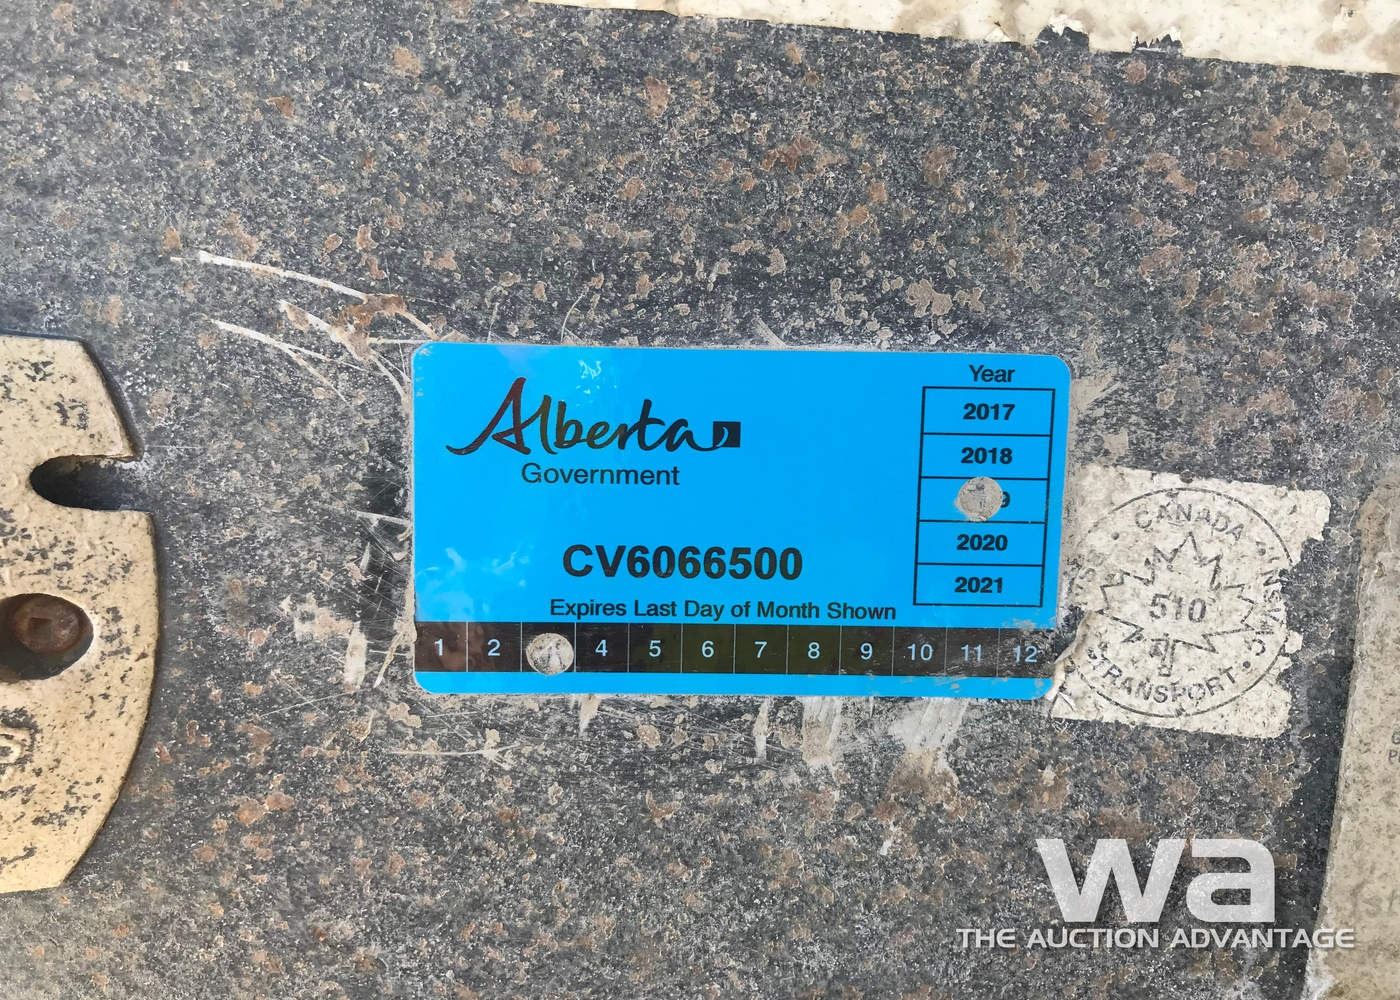 Alberta
Government
Year
2017
2018
2020
2021
CV6066500
Expires Last Day of Month Shown
1 2 4 5 6 7 8 9 10 11 12
CANADA
510
TRANSPORT
wa
THE AUCTION ADVANTAGE